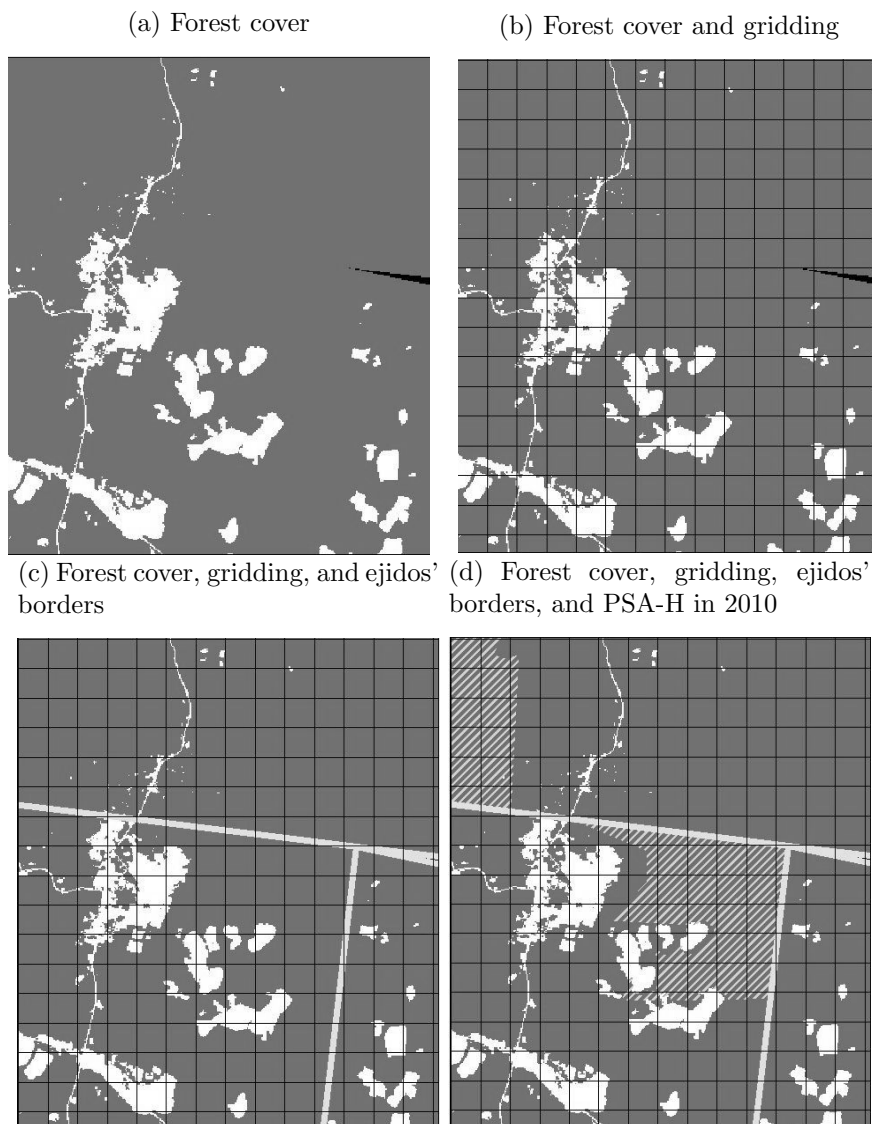 (a) Forest cover
(b) Forest cover and gridding
(c) Forest cover, gridding, and ejidos'
borders
(d) Forest cover, gridding, ejidos'
borders, and PSA-H in 2010